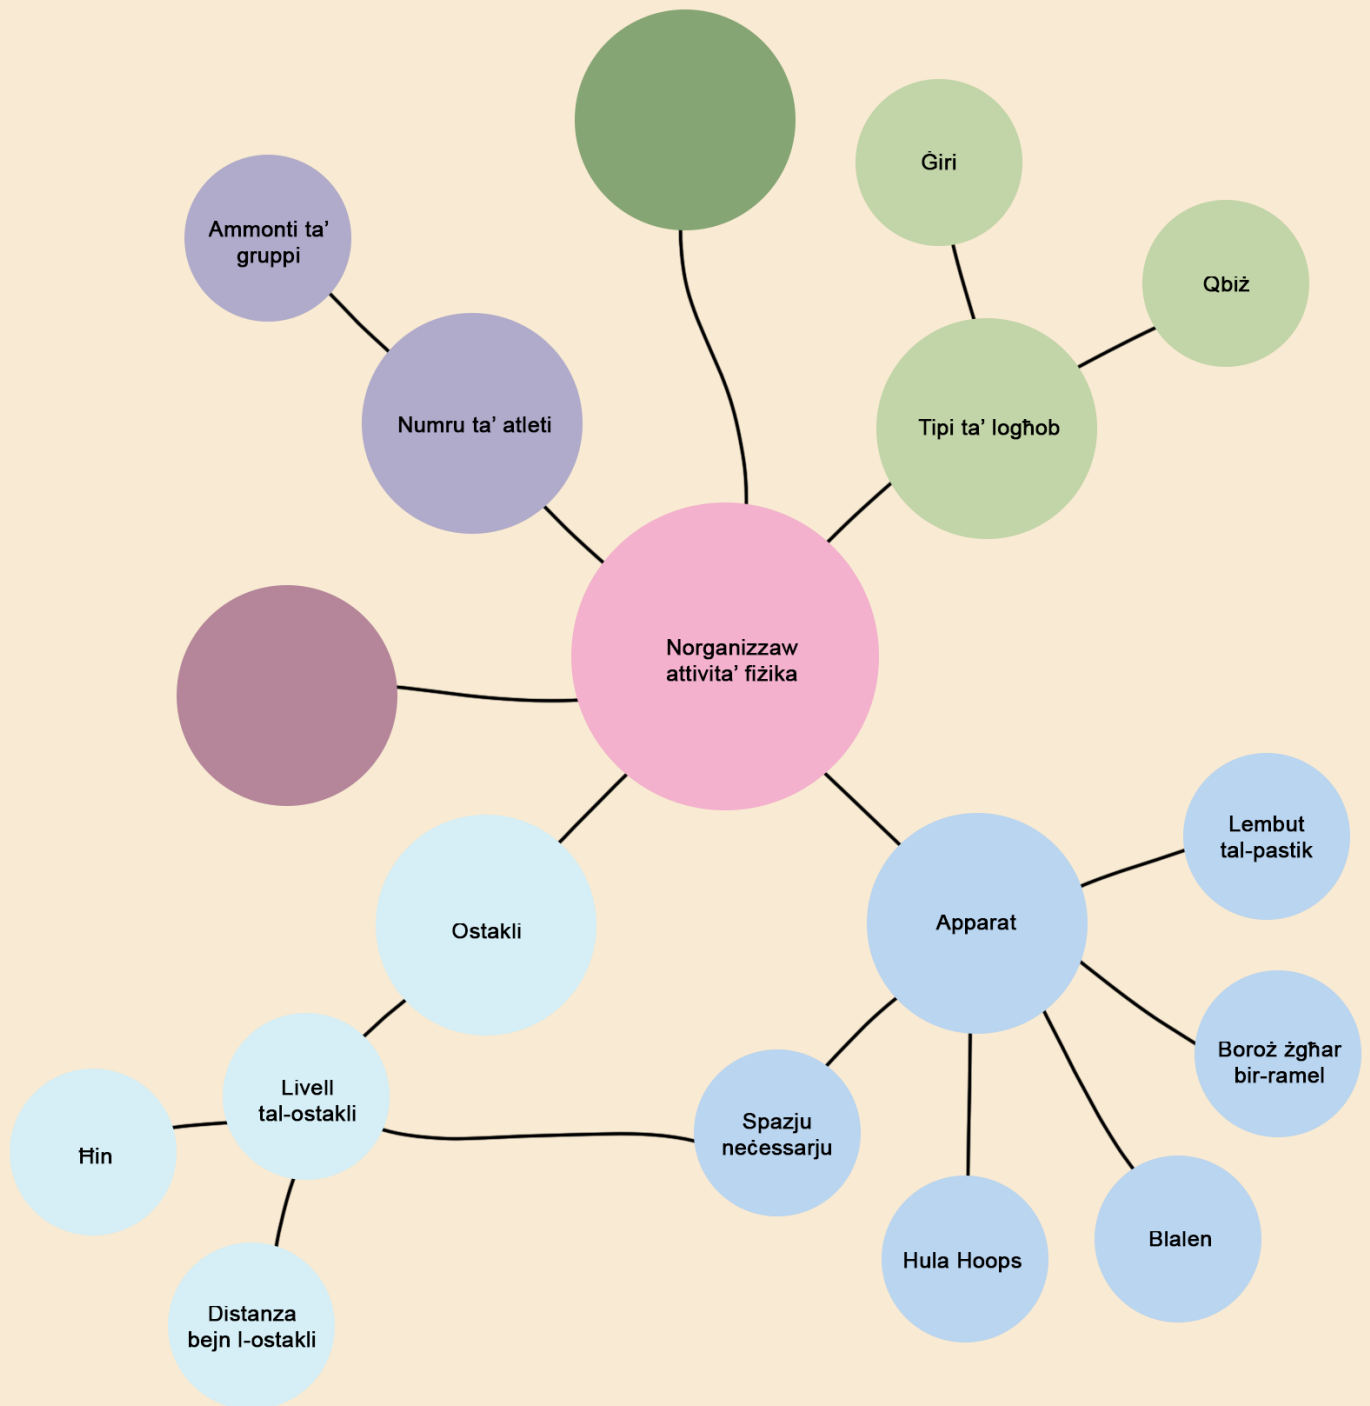 Ġiri
Ammonti ta’
gruppi
Qbiż
Numru ta’ atleti
Tipi ta’ logħob
Norganizzaw
attivita’ fiżika
Lembut
tal-pastik
Ostakli
Apparat
Boroż żgħar
bir-ramel
Livell
tal-ostakli
Spazju
neċessarju
Ħin
Blalen
Hula Hoops
Distanza
bejn l-ostakli